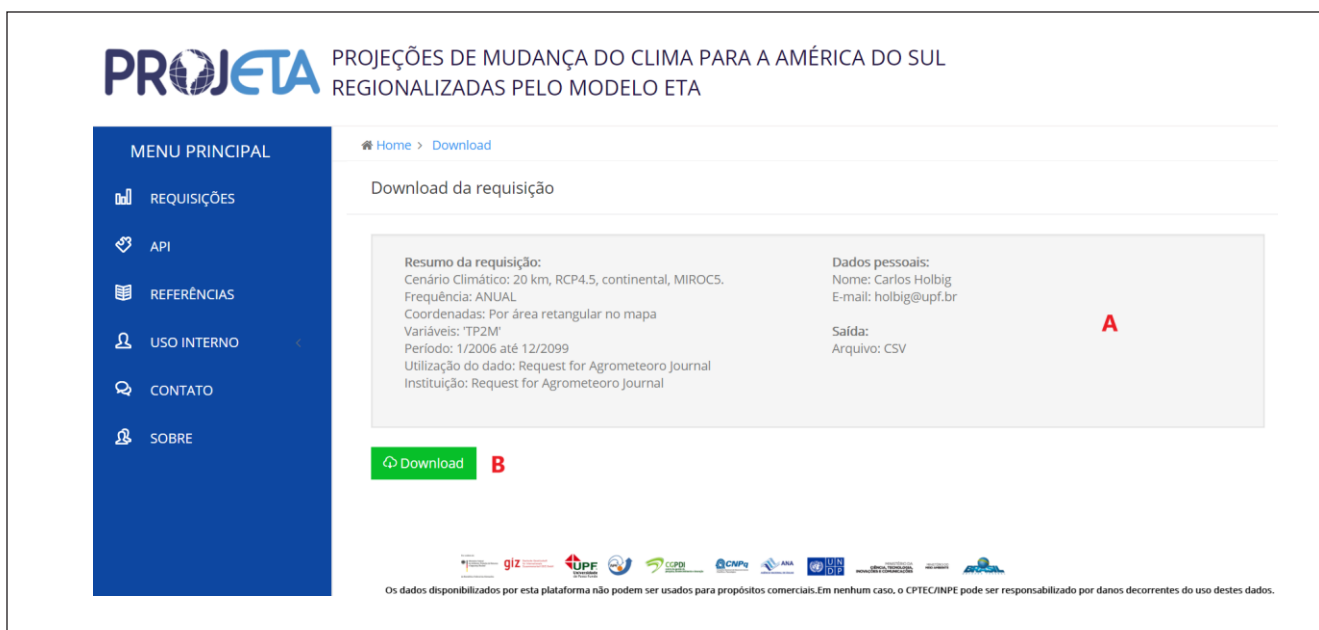 PROJETA
PROJEÇÕES DE MUDANÇA DO CLIMA PARA A AMÉRICA DO SUL
REGIONALIZADAS PELO MODELO ETA
MENU PRINCIPAL
REQUISIÇÕES
API
REFERÊNCIAS
USO INTERNO
CONTATO
SOBRE
Home > Download
Download da requisição
Resumo da requisição:
Cenário Climático: 20 km, RCP4.5, continental, MIROC5.
Frequência: ANUAL
Coordenadas: Por área retangular no mapa
Variáveis: 'TP2M'
Período: 1/2006 até 12/2099
Utilização do dado: Request for Agrometeoro Journal
Instituição: Request for Agrometeoro Journal
Dados pessoais:
Nome: Carlos Holbig
E-mail: holbig@upf.br
Saída:
Arquivo: CSV
A
Download
B
giz UPF CCPDI CNPq ANA UNDP BRASIL
Os dados disponibilizados por esta plataforma não podem ser usados para propósitos comerciais.Em nenhum caso, o CPTEC/INPE pode ser responsabilizado por danos decorrentes do uso destes dados.